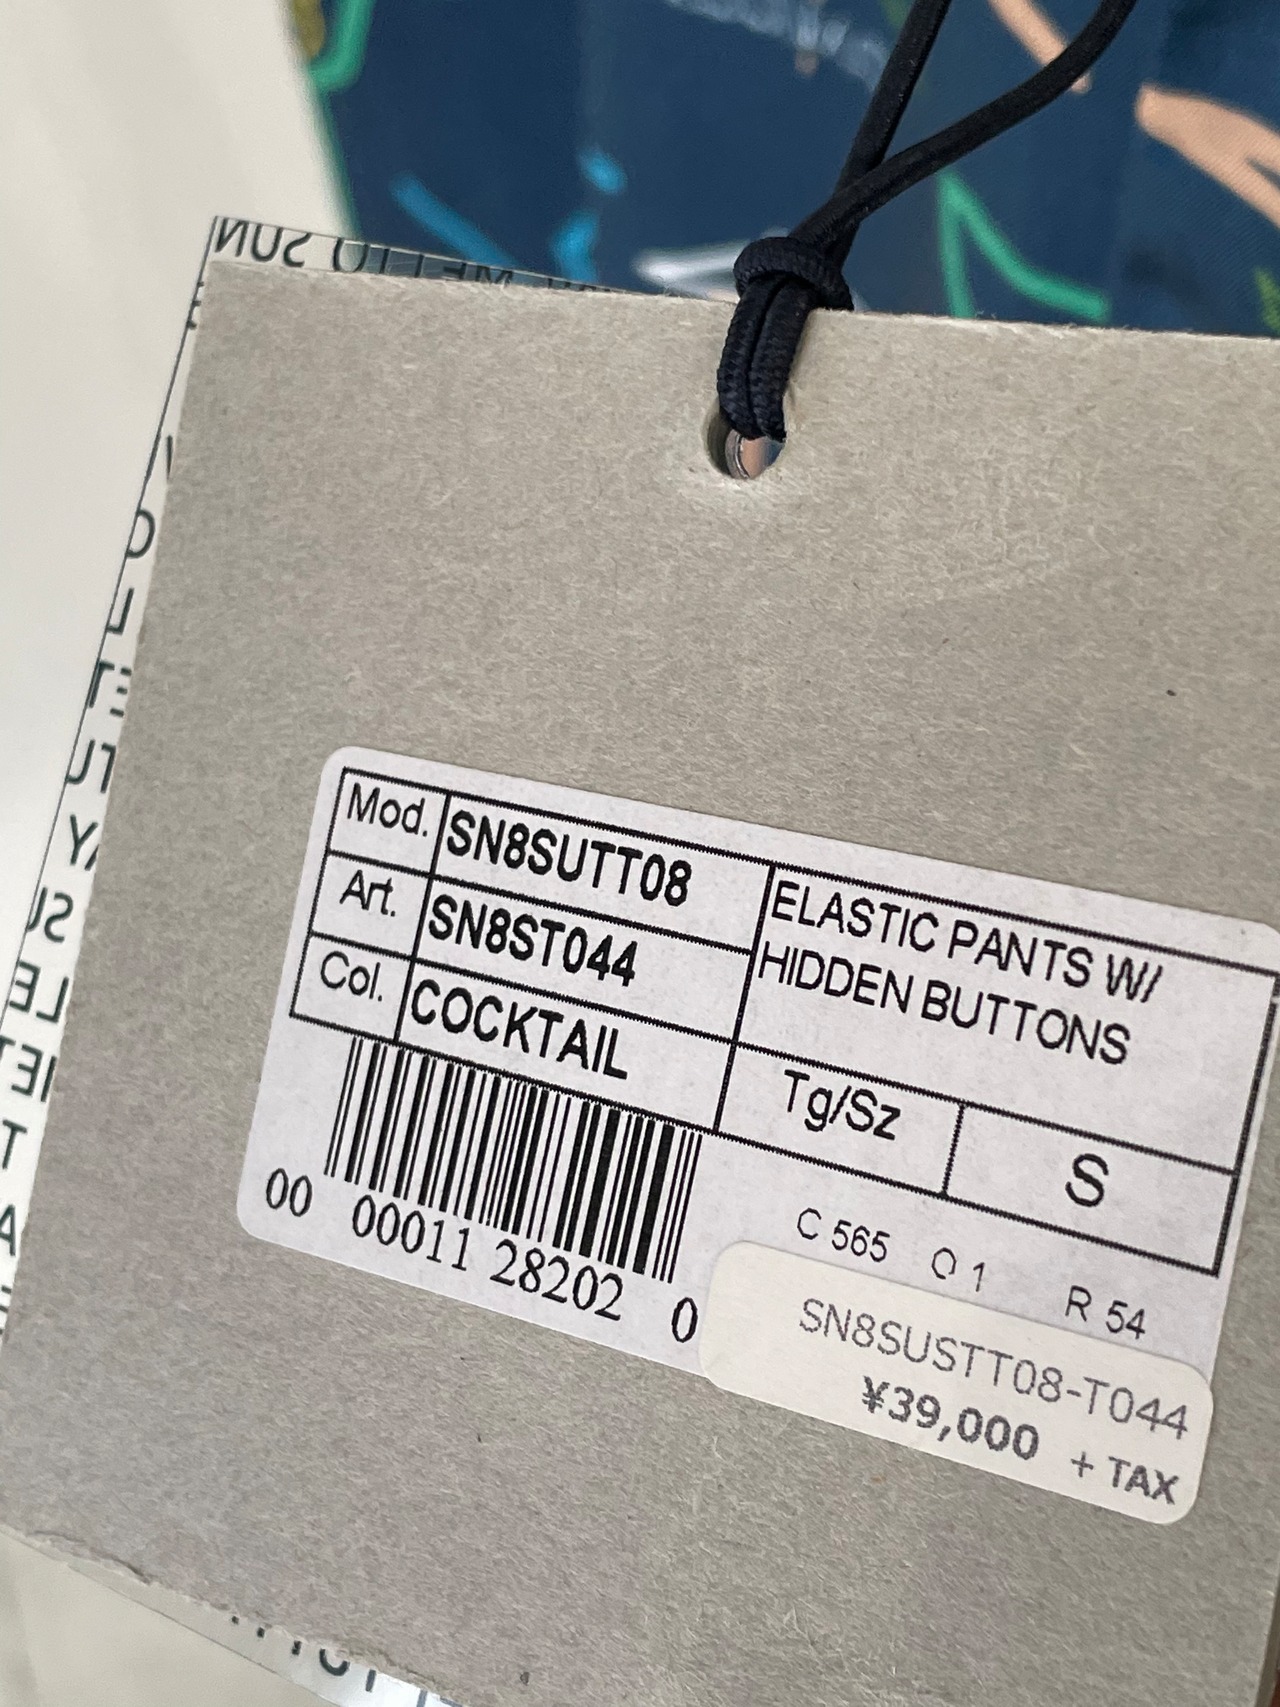 Mod. SN8SUTT08
ELASTIC PANTS W/
HIDDEN BUTTONS
Art. SN8ST044
Col. COCKTAIL
Tg/Sz S
00 00011 28202 0
C 565 O 1 R 54
SN8SUSTT08-T044
¥39,000 + TAX